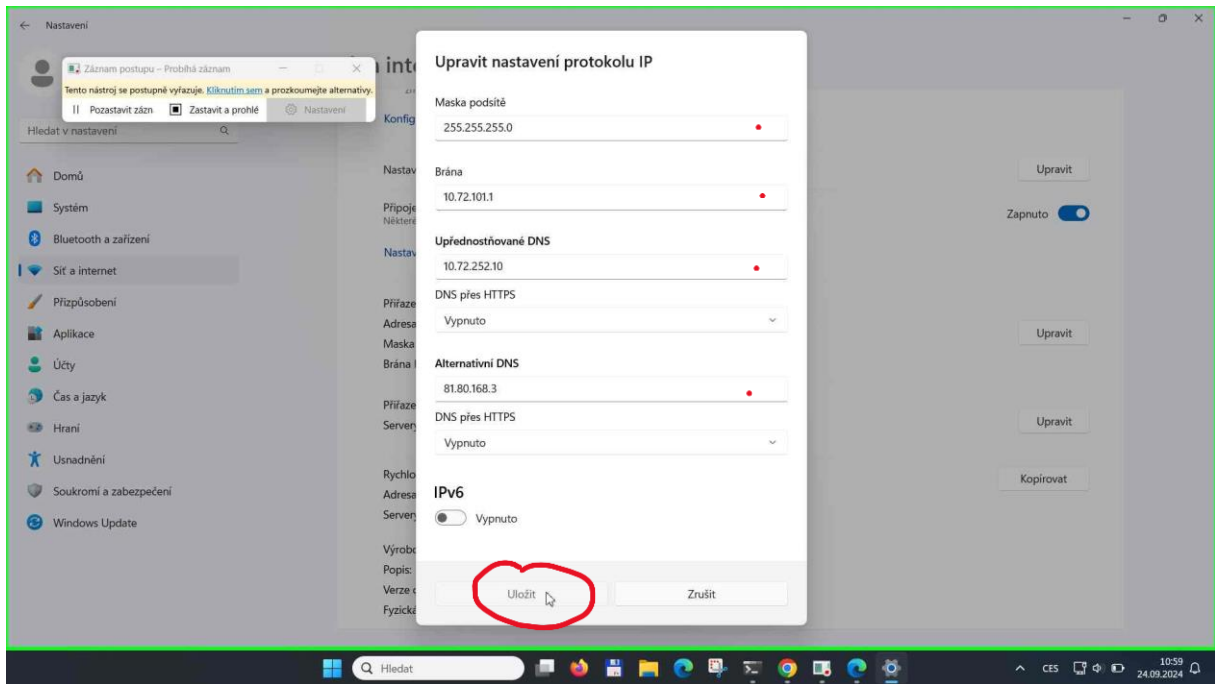 Nastavení
Záznam postupu – Probíhá záznam
Tento nástroj se postupně vyřazuje. Kliknutím sem a prozkoumejte alternativy.
Pozastavit zázn
Zastavit a prohlé
Nastavení
Hledat v nastavení
Domů
Systém
Bluetooth a zařízení
Síť a internet
Přizpůsobení
Aplikace
Účty
Čas a jazyk
Hraní
Usnadnění
Soukromí a zabezpečení
Windows Update
inte
Konfig
Nastav
Připoje
Některé
Nastav
Přiřaze
Adresa
Maska
Brána
Přiřaze
Servery
Rychlo
Adresa
Servery
Výrobc
Popis:
Verze
Fyzická
Upravit nastavení protokolu IP
Maska podsítě
255.255.255.0
Brána
10.72.101.1
Upřednostňované DNS
10.72.252.10
DNS přes HTTPS
Vypnuto
Alternativní DNS
81.80.168.3
DNS přes HTTPS
Vypnuto
IPv6
Vypnuto
Uložit
Zrušit
Upravit
Zapnuto
Upravit
Upravit
Kopírovat
Hledat
CES
10:59
24.09.2024